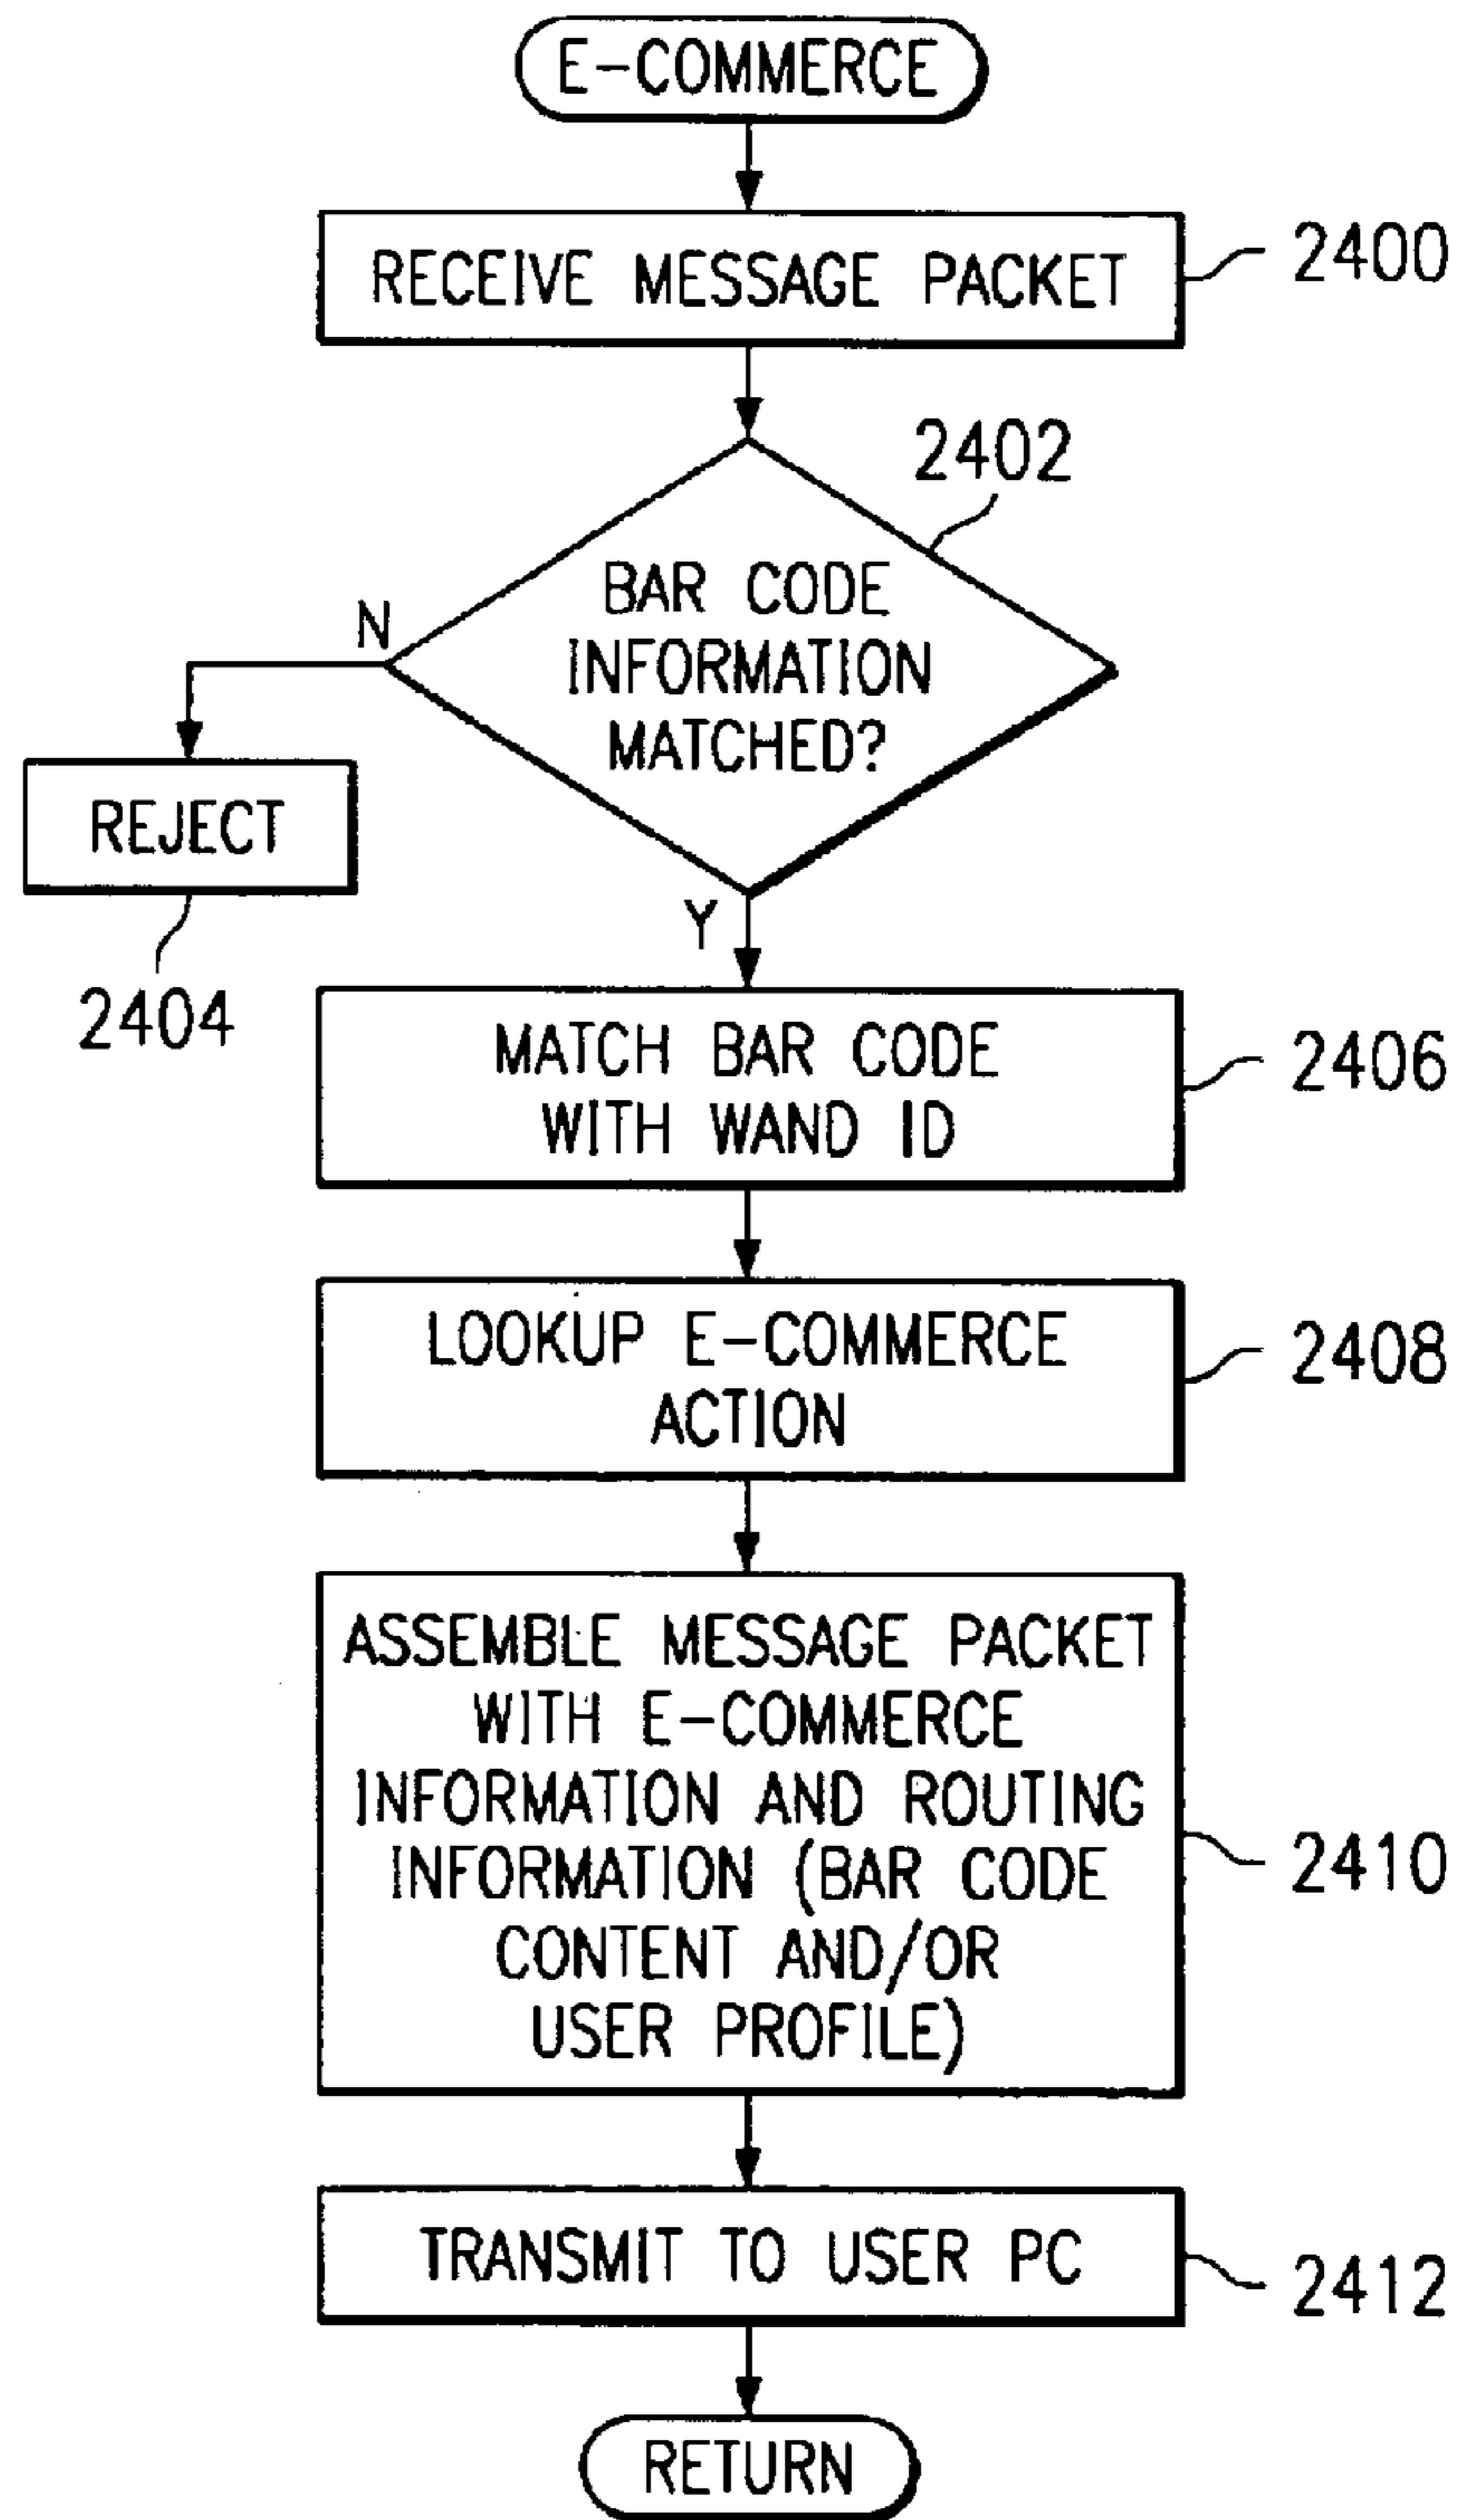 E-COMMERCE
RECEIVE MESSAGE PACKET
2400
2402
BAR CODE
INFORMATION
MATCHED?
N
REJECT
2404
Y
MATCH BAR CODE
WITH WAND ID
2406
LOOKUP E-COMMERCE
ACTION
2408
ASSEMBLE MESSAGE PACKET
WITH E-COMMERCE
INFORMATION AND ROUTING
INFORMATION (BAR CODE
CONTENT AND/OR
USER PROFILE)
2410
TRANSMIT TO USER PC
2412
RETURN